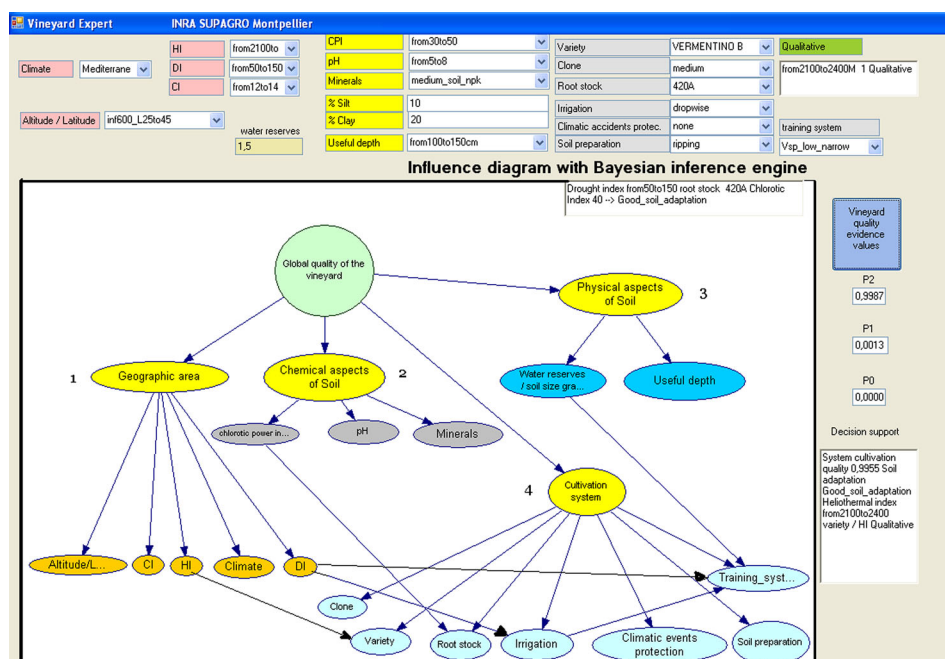 Vineyard Expert INRA SUPAGRO Montpellier
HI from2100to
DI from50to150
CI from12to14
Climate Mediterrane
Altitude / Latitude inf600_L25to45
water reserves
1,5
CPI from30to50
pH from5to8
Minerals medium_soil_npk
% Silt 10
% Clay 20
Useful depth from100to150cm
Variety VERMENTINO B
Clone medium
Root stock 420A
Irrigation dropwise
Climatic accidents protec. none
Soil preparation ripping
Qualitative
from2100to2400M 1 Qualitative
training system
Vsp_low_narrow
Influence diagram with Bayesian inference engine
Drought index from50to150 root stock 420A Chlorotic
Index 40 --> Good_soil_adaptation
Global quality of the
vineyard
Physical aspects
of Soil
3
1
Geographic area
Chemical aspects
of Soil
2
Water reserves
/ soil size gra...
Useful depth
chlorotic power in...
pH
Minerals
4
Cultivation
system
Altitude/L...
CI
HI
Climate
DI
Training_syst...
Clone
Variety
Root stock
Irrigation
Climatic events
protection
Soil preparation
Vineyard
quality
evidence
values
P2
0,9987
P1
0,0013
P0
0,0000
Decision support
System cultivation
quality 0,9955 Soil
adaptation
Good_soil_adaptation
Heliothermal index
from2100to2400
variety / HI Qualitative